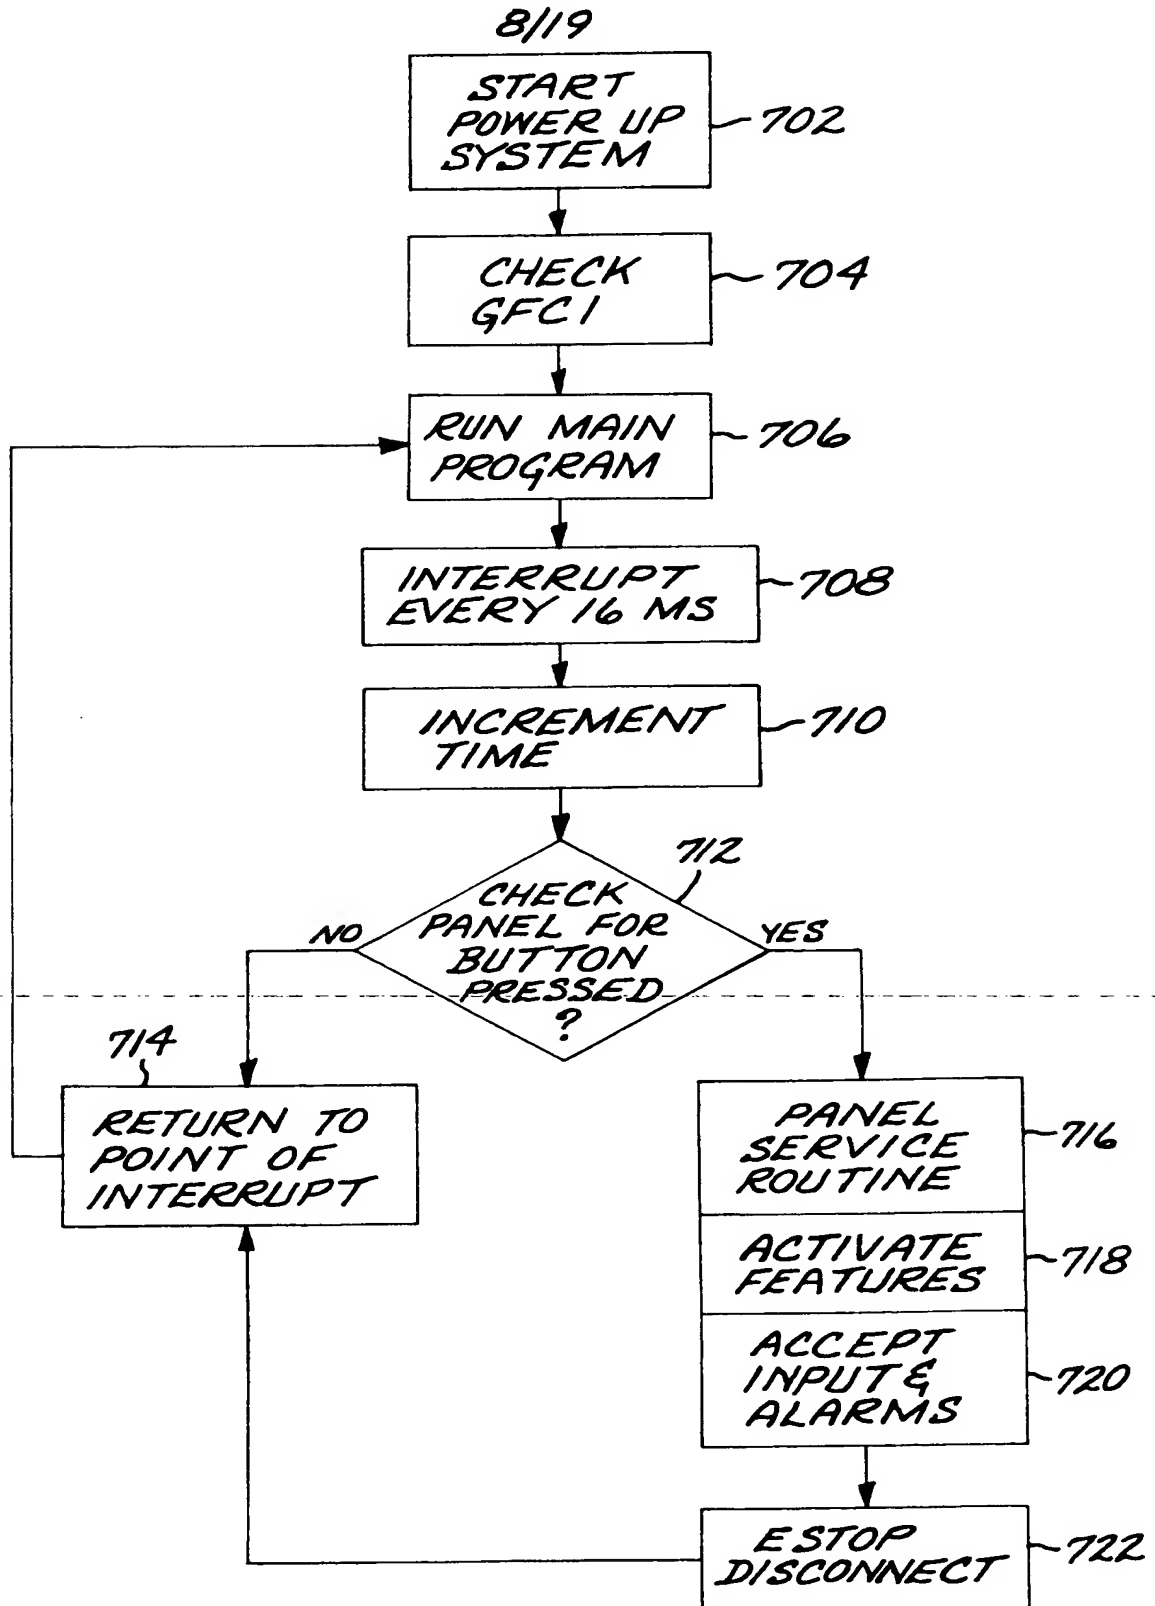 8/19
START
POWER UP
SYSTEM
702
CHECK
GFCI
704
RUN MAIN
PROGRAM
706
INTERRUPT
EVERY 16 MS
708
INCREMENT
TIME
710
712
CHECK
PANEL FOR
BUTTON
PRESSED
?
NO
YES
714
RETURN TO
POINT OF
INTERRUPT
PANEL
SERVICE
ROUTINE
716
ACTIVATE
FEATURES
718
ACCEPT
INPUT &
ALARMS
720
E STOP
DISCONNECT
722